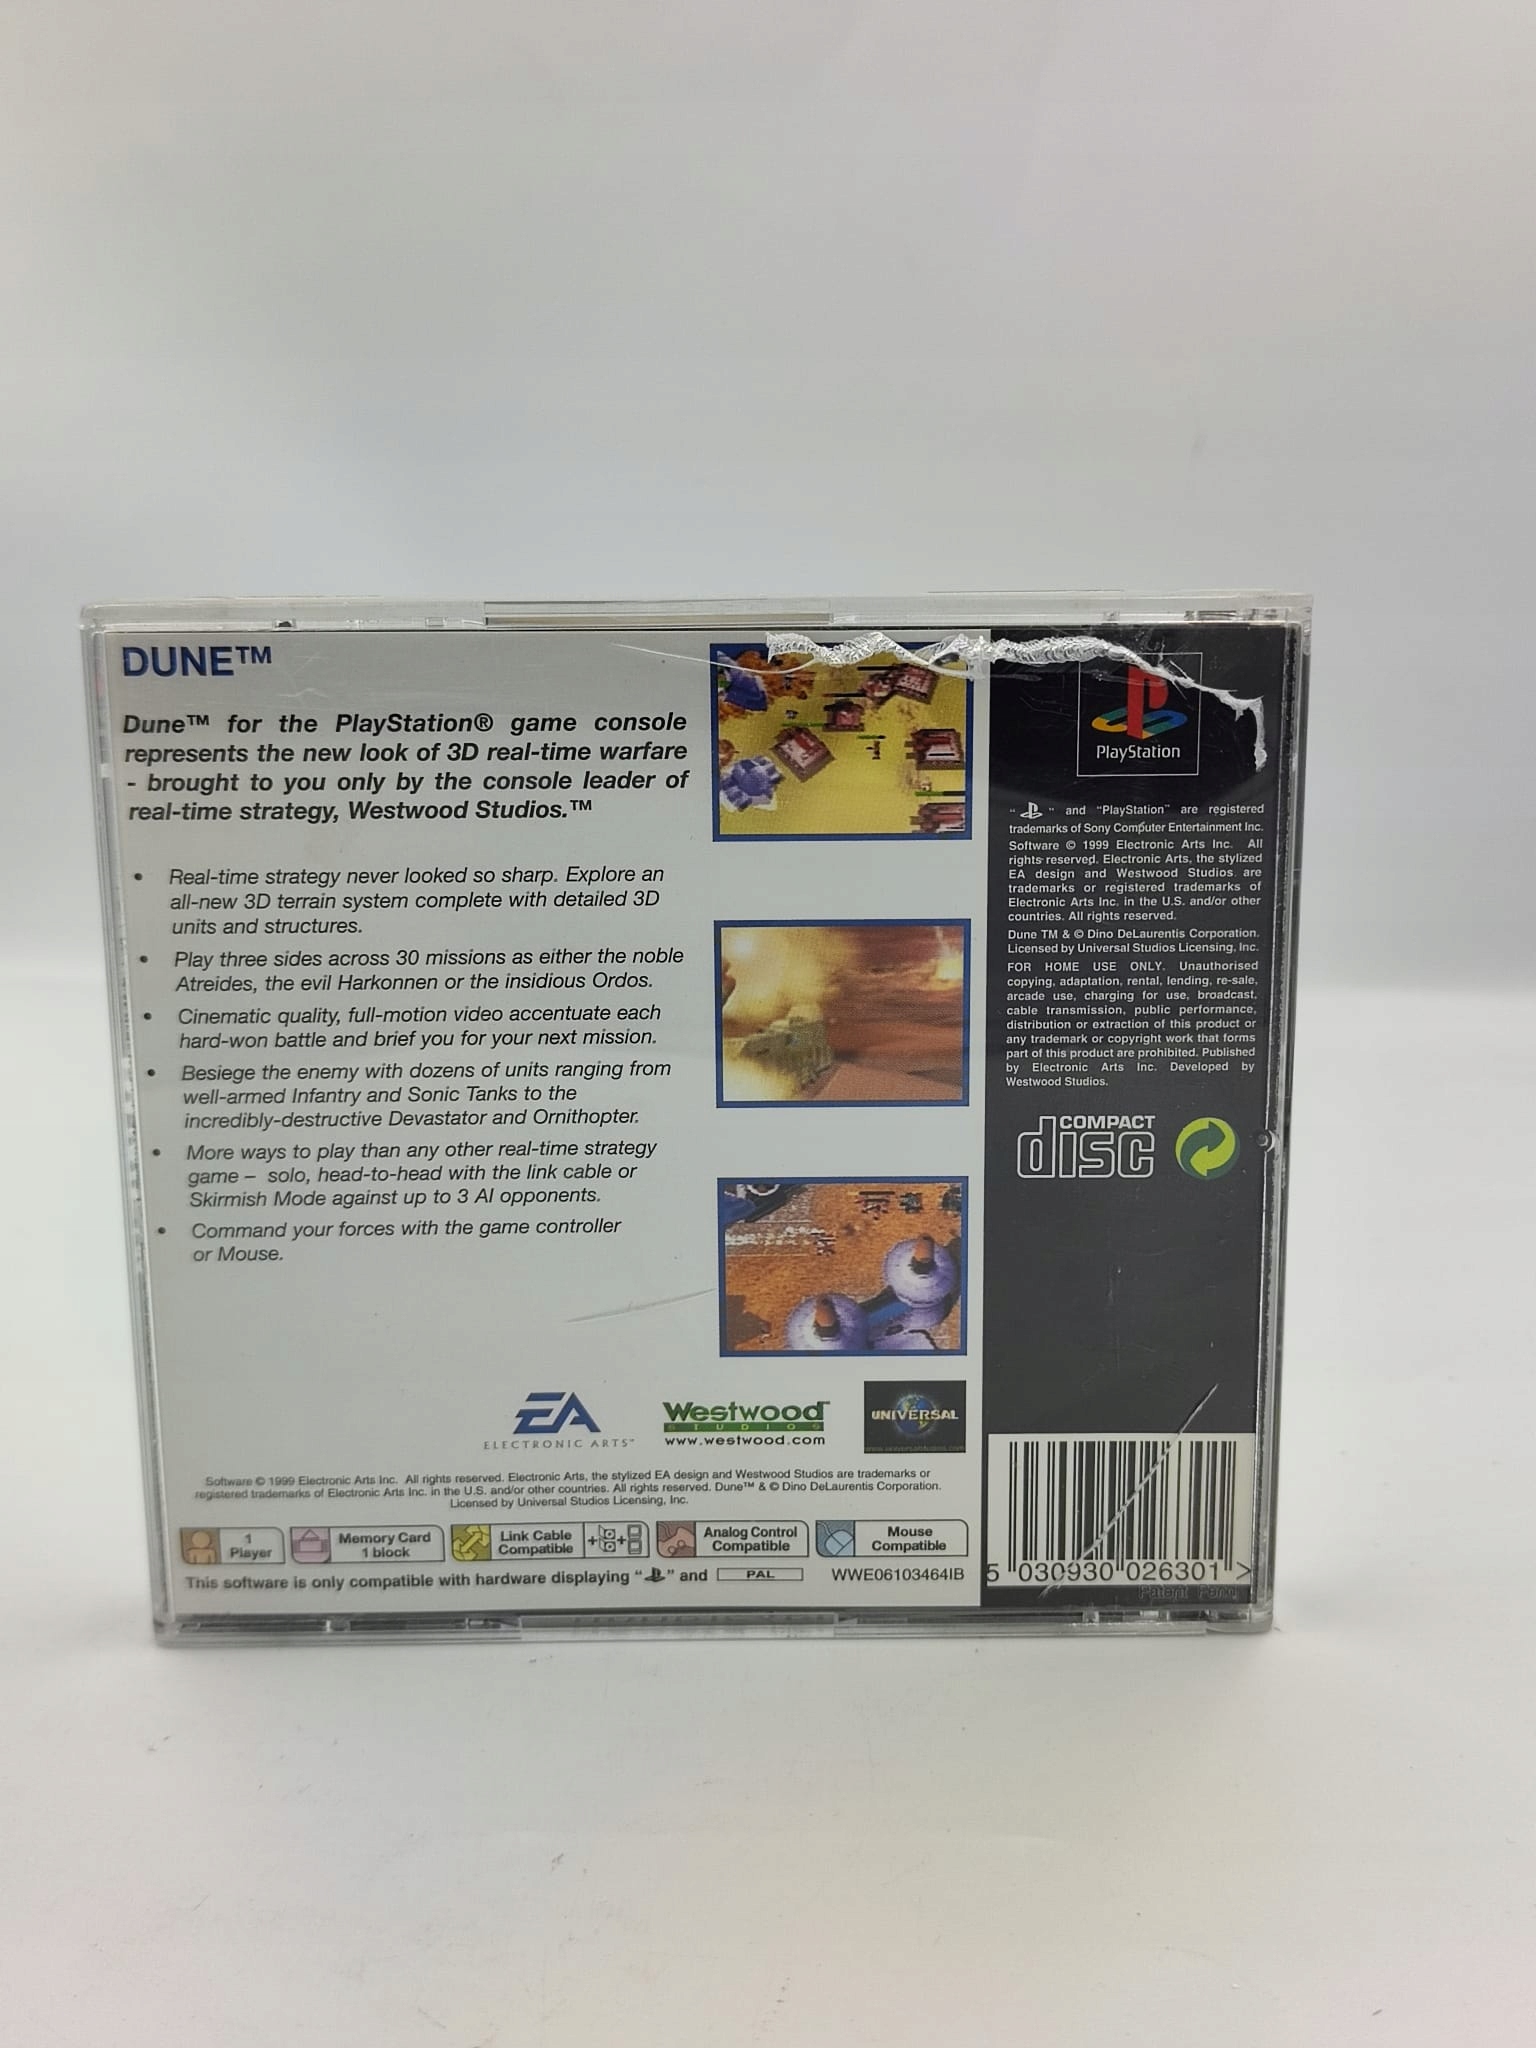 DUNE™
Dune™ for the PlayStation® game console
represents the new look of 3D real-time warfare
- brought to you only by the console leader of
real-time strategy, Westwood Studios.™
• Real-time strategy never looked so sharp. Explore an
all-new 3D terrain system complete with detailed 3D
units and structures.
• Play three sides across 30 missions as either the noble
Atreides, the evil Harkonnen or the insidious Ordos.
• Cinematic quality, full-motion video accentuate each
hard-won battle and brief you for your next mission.
• Besiege the enemy with dozens of units ranging from
well-armed Infantry and Sonic Tanks to the
incredibly-destructive Devastator and Ornithopter.
• More ways to play than any other real-time strategy
game – solo, head-to-head with the link cable or
Skirmish Mode against up to 3 AI opponents.
• Command your forces with the game controller
or Mouse.
EA
ELECTRONIC ARTS™
Westwood™
STUDIOS
www.westwood.com
UNIVERSAL
www.universalstudios.com
Software © 1999 Electronic Arts Inc. All rights reserved. Electronic Arts, the stylized EA design and Westwood Studios are trademarks or
registered trademarks of Electronic Arts Inc. in the U.S. and/or other countries. All rights reserved. Dune™ & © Dino DeLaurentis Corporation.
Licensed by Universal Studios Licensing, Inc.
1
Player
Memory Card
1 block
Link Cable
Compatible
Analog Control
Compatible
Mouse
Compatible
This software is only compatible with hardware displaying " " and PAL WWE06103464IB
PlayStation
" " and "PlayStation" are registered
trademarks of Sony Computer Entertainment Inc.
Software © 1999 Electronic Arts Inc. All
rights reserved. Electronic Arts, the stylized
EA design and Westwood Studios are
trademarks or registered trademarks of
Electronic Arts Inc. in the U.S. and/or other
countries. All rights reserved.
Dune TM & © Dino DeLaurentis Corporation.
Licensed by Universal Studios Licensing, Inc.
FOR HOME USE ONLY. Unauthorised
copying, adaptation, rental, lending, re-sale,
arcade use, charging for use, broadcast,
cable transmission, public performance,
distribution or extraction of this product or
any trademark or copyright work that forms
part of this product are prohibited. Published
by Electronic Arts Inc. Developed by
Westwood Studios.
COMPACT
disc
5 030930 026301 >
Patent Pend